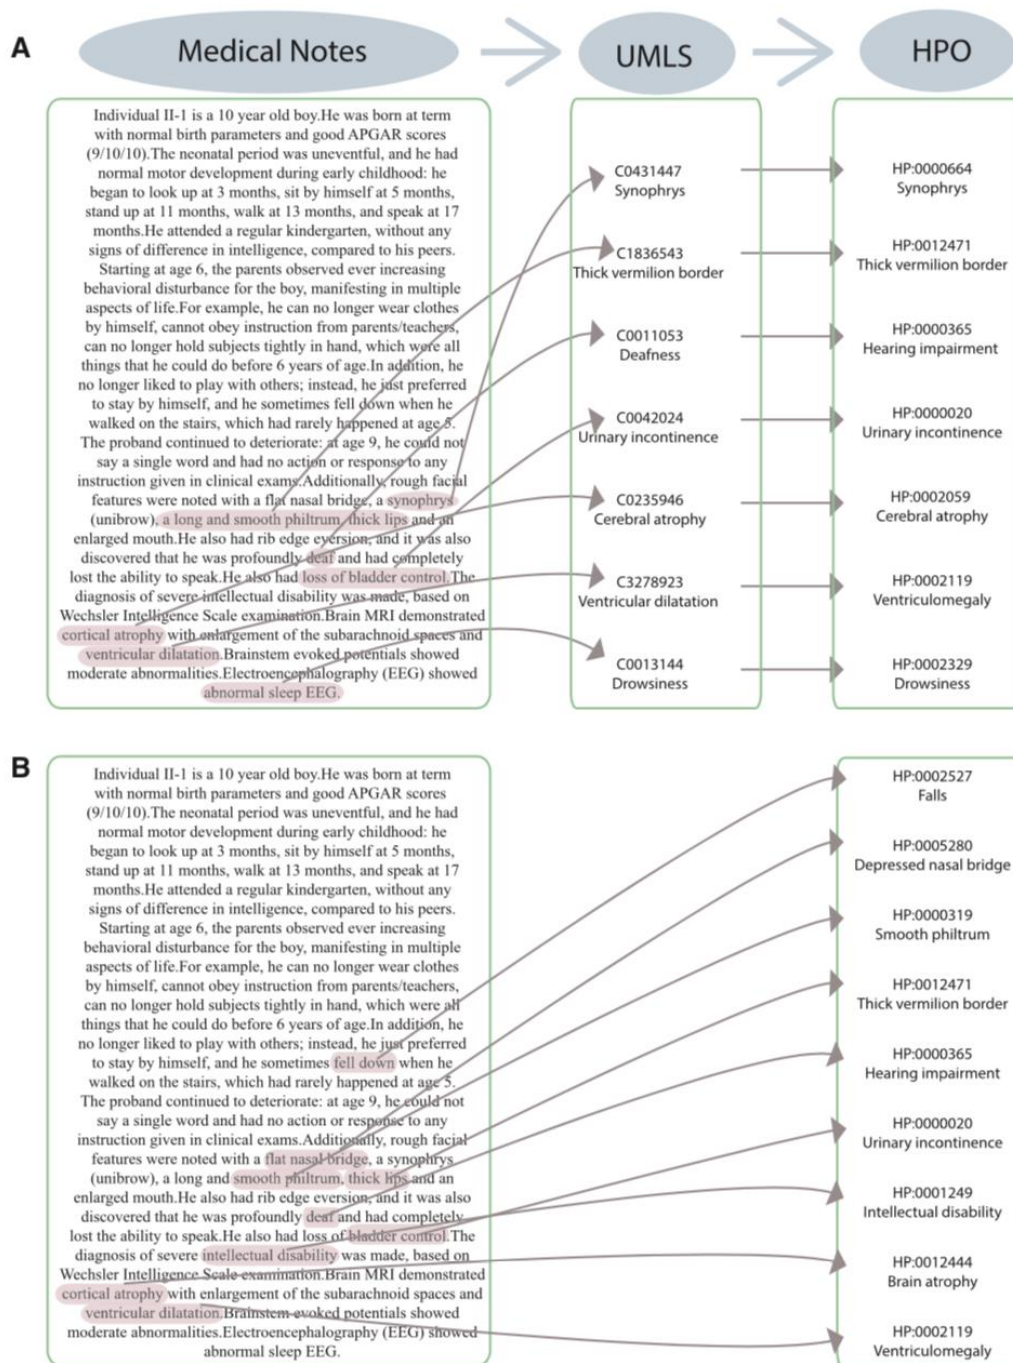 A
Medical Notes
UMLS
HPO
Individual II-1 is a 10 year old boy.He was born at term
with normal birth parameters and good APGAR scores
(9/10/10).The neonatal period was uneventful, and he had
normal motor development during early childhood: he
began to look up at 3 months, sit by himself at 5 months,
stand up at 11 months, walk at 13 months, and speak at 17
months.He attended a regular kindergarten, without any
signs of difference in intelligence, compared to his peers.
Starting at age 6, the parents observed ever increasing
behavioral disturbance for the boy, manifesting in multiple
aspects of life.For example, he can no longer wear clothes
by himself, cannot obey instruction from parents/teachers,
can no longer hold subjects tightly in hand, which were all
things that he could do before 6 years of age.In addition, he
no longer liked to play with others; instead, he just preferred
to stay by himself, and he sometimes fell down when he
walked on the stairs, which had rarely happened at age 5.
The proband continued to deteriorate: at age 9, he could not
say a single word and had no action or response to any
instruction given in clinical exams.Additionally, rough facial
features were noted with a flat nasal bridge, a synophrys
(unibrow), a long and smooth philtrum, thick lips and an
enlarged mouth.He also had rib edge eversion, and it was also
discovered that he was profoundly deaf and had completely
lost the ability to speak.He also had loss of bladder control.The
diagnosis of severe intellectual disability was made, based on
Wechsler Intelligence Scale examination.Brain MRI demonstrated
cortical atrophy with enlargement of the subarachnoid spaces and
ventricular dilatation.Brainstem evoked potentials showed
moderate abnormalities.Electroencephalography (EEG) showed
abnormal sleep EEG.
C0431447
Synophrys
C1836543
Thick vermilion border
C0011053
Deafness
C0042024
Urinary incontinence
C0235946
Cerebral atrophy
C3278923
Ventricular dilatation
C0013144
Drowsiness
HP:0000664
Synophrys
HP:0012471
Thick vermilion border
HP:0000365
Hearing impairment
HP:0000020
Urinary incontinence
HP:0002059
Cerebral atrophy
HP:0002119
Ventriculomegaly
HP:0002329
Drowsiness
B
Individual II-1 is a 10 year old boy.He was born at term
with normal birth parameters and good APGAR scores
(9/10/10).The neonatal period was uneventful, and he had
normal motor development during early childhood: he
began to look up at 3 months, sit by himself at 5 months,
stand up at 11 months, walk at 13 months, and speak at 17
months.He attended a regular kindergarten, without any
signs of difference in intelligence, compared to his peers.
Starting at age 6, the parents observed ever increasing
behavioral disturbance for the boy, manifesting in multiple
aspects of life.For example, he can no longer wear clothes
by himself, cannot obey instruction from parents/teachers,
can no longer hold subjects tightly in hand, which were all
things that he could do before 6 years of age.In addition, he
no longer liked to play with others; instead, he just preferred
to stay by himself, and he sometimes fell down when he
walked on the stairs, which had rarely happened at age 5.
The proband continued to deteriorate: at age 9, he could not
say a single word and had no action or response to any
instruction given in clinical exams.Additionally, rough facial
features were noted with a flat nasal bridge, a synophrys
(unibrow), a long and smooth philtrum, thick lips and an
enlarged mouth.He also had rib edge eversion, and it was also
discovered that he was profoundly deaf and had completely
lost the ability to speak.He also had loss of bladder control.The
diagnosis of severe intellectual disability was made, based on
Wechsler Intelligence Scale examination.Brain MRI demonstrated
cortical atrophy with enlargement of the subarachnoid spaces and
ventricular dilatation.Brainstem evoked potentials showed
moderate abnormalities.Electroencephalography (EEG) showed
abnormal sleep EEG.
HP:0002527
Falls
HP:0005280
Depressed nasal bridge
HP:0000319
Smooth philtrum
HP:0012471
Thick vermilion border
HP:0000365
Hearing impairment
HP:0000020
Urinary incontinence
HP:0001249
Intellectual disability
HP:0012444
Brain atrophy
HP:0002119
Ventriculomegaly